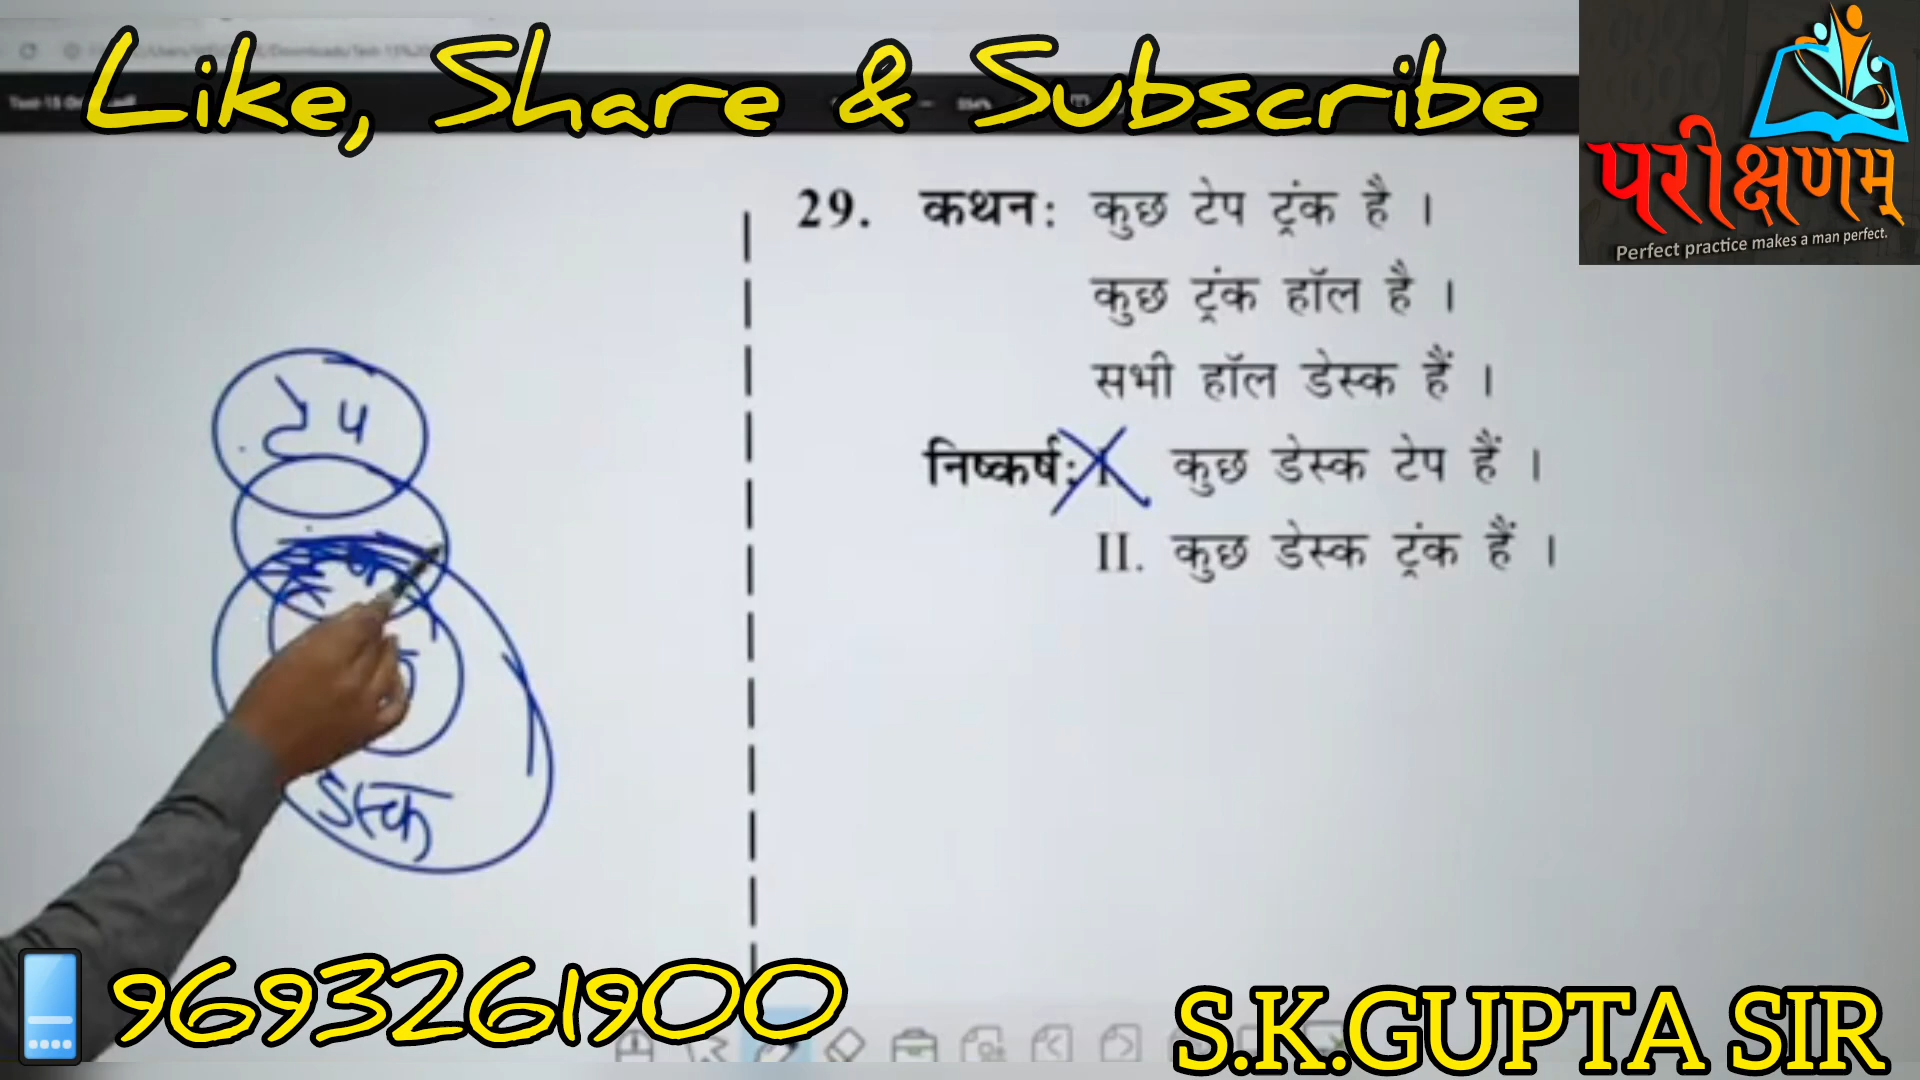 Like, Share & Subscribe
परीक्षणम्
Perfect practice makes a man perfect.
29. कथन: कुछ टेप ट्रंक है ।
कुछ ट्रंक हॉल है ।
सभी हॉल डेस्क हैं ।
निष्कर्ष: I कुछ डेस्क टेप हैं ।
II. कुछ डेस्क ट्रंक हैं ।
टेप
डेस्क
9693261900
S.K.GUPTA SIR